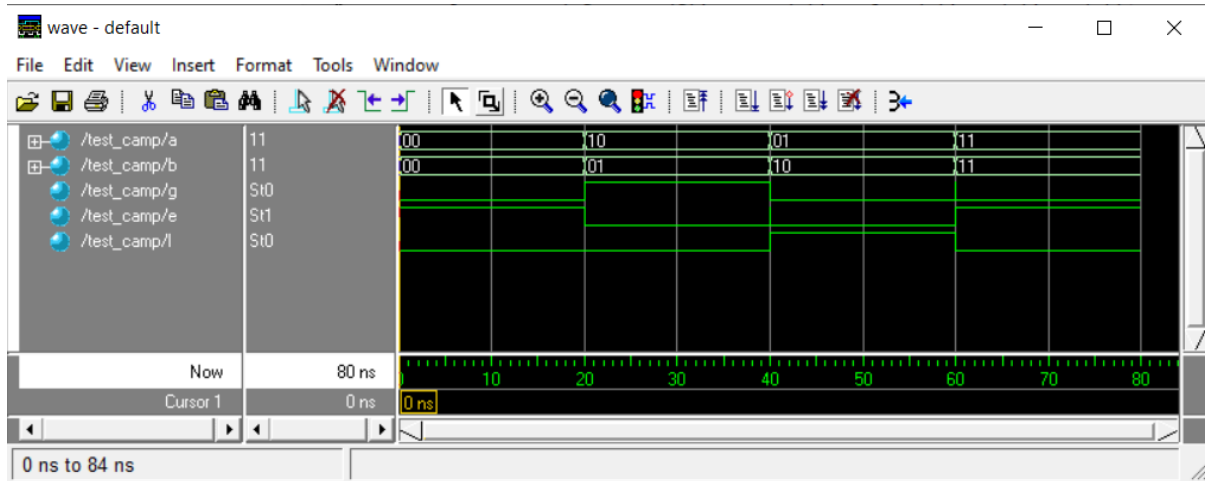 wave - default
File Edit View Insert Format Tools Window
/test_camp/a 11 00 10 01 11
/test_camp/b 11 00 01 10 11
/test_camp/g St0
/test_camp/e St1
/test_camp/l St0
Now 80 ns 10 20 30 40 50 60 70 80
Cursor 1 0 ns 0 ns
0 ns to 84 ns